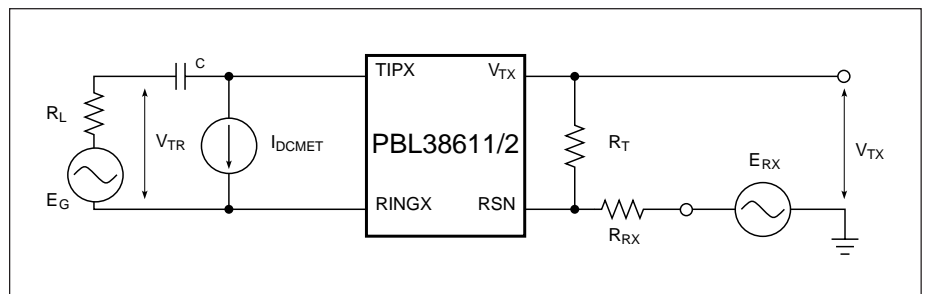 C
TIPX
VTX
RL
VTR
IDCMET
PBL38611/2
RT
ERX
VTX
EG
RINGX
RSN
RRX